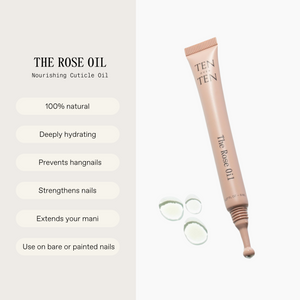 THE ROSE OIL
Nourishing Cuticle Oil
100% natural
Deeply hydrating
Prevents hangnails
Strengthens nails
Extends your mani
Use on bare or painted nails
TEN
TEN
The Rose Oil